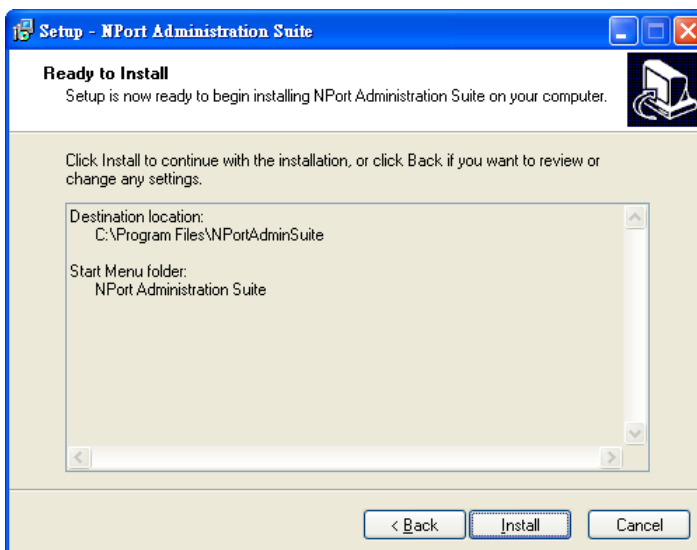 Setup - NPort Administration Suite
Ready to Install
Setup is now ready to begin installing NPort Administration Suite on your computer.
Click Install to continue with the installation, or click Back if you want to review or
change any settings.
Destination location:
C:\Program Files\NPortAdminSuite
Start Menu folder:
NPort Administration Suite
< Back
Install
Cancel